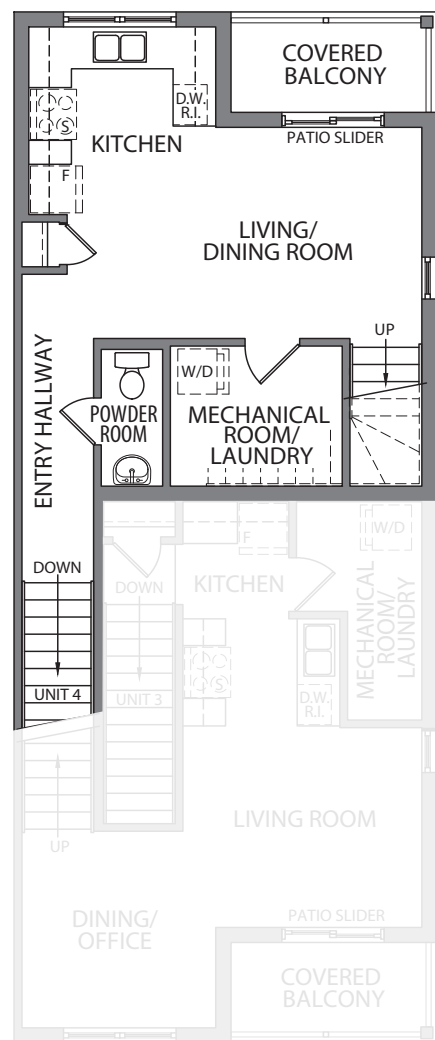 COVERED
BALCONY
D.W.
R.I.
S
KITCHEN
PATIO SLIDER
F
LIVING/
DINING ROOM
UP
ENTRY HALLWAY
W/D
POWDER
ROOM
MECHANICAL
ROOM/
LAUNDRY
F
W/D
DOWN
DOWN
KITCHEN
MECHANICAL
ROOM/
LAUNDRY
S
UNIT 4
UNIT 3
D.W.
R.I.
LIVING ROOM
UP
DINING/
OFFICE
PATIO SLIDER
COVERED
BALCONY